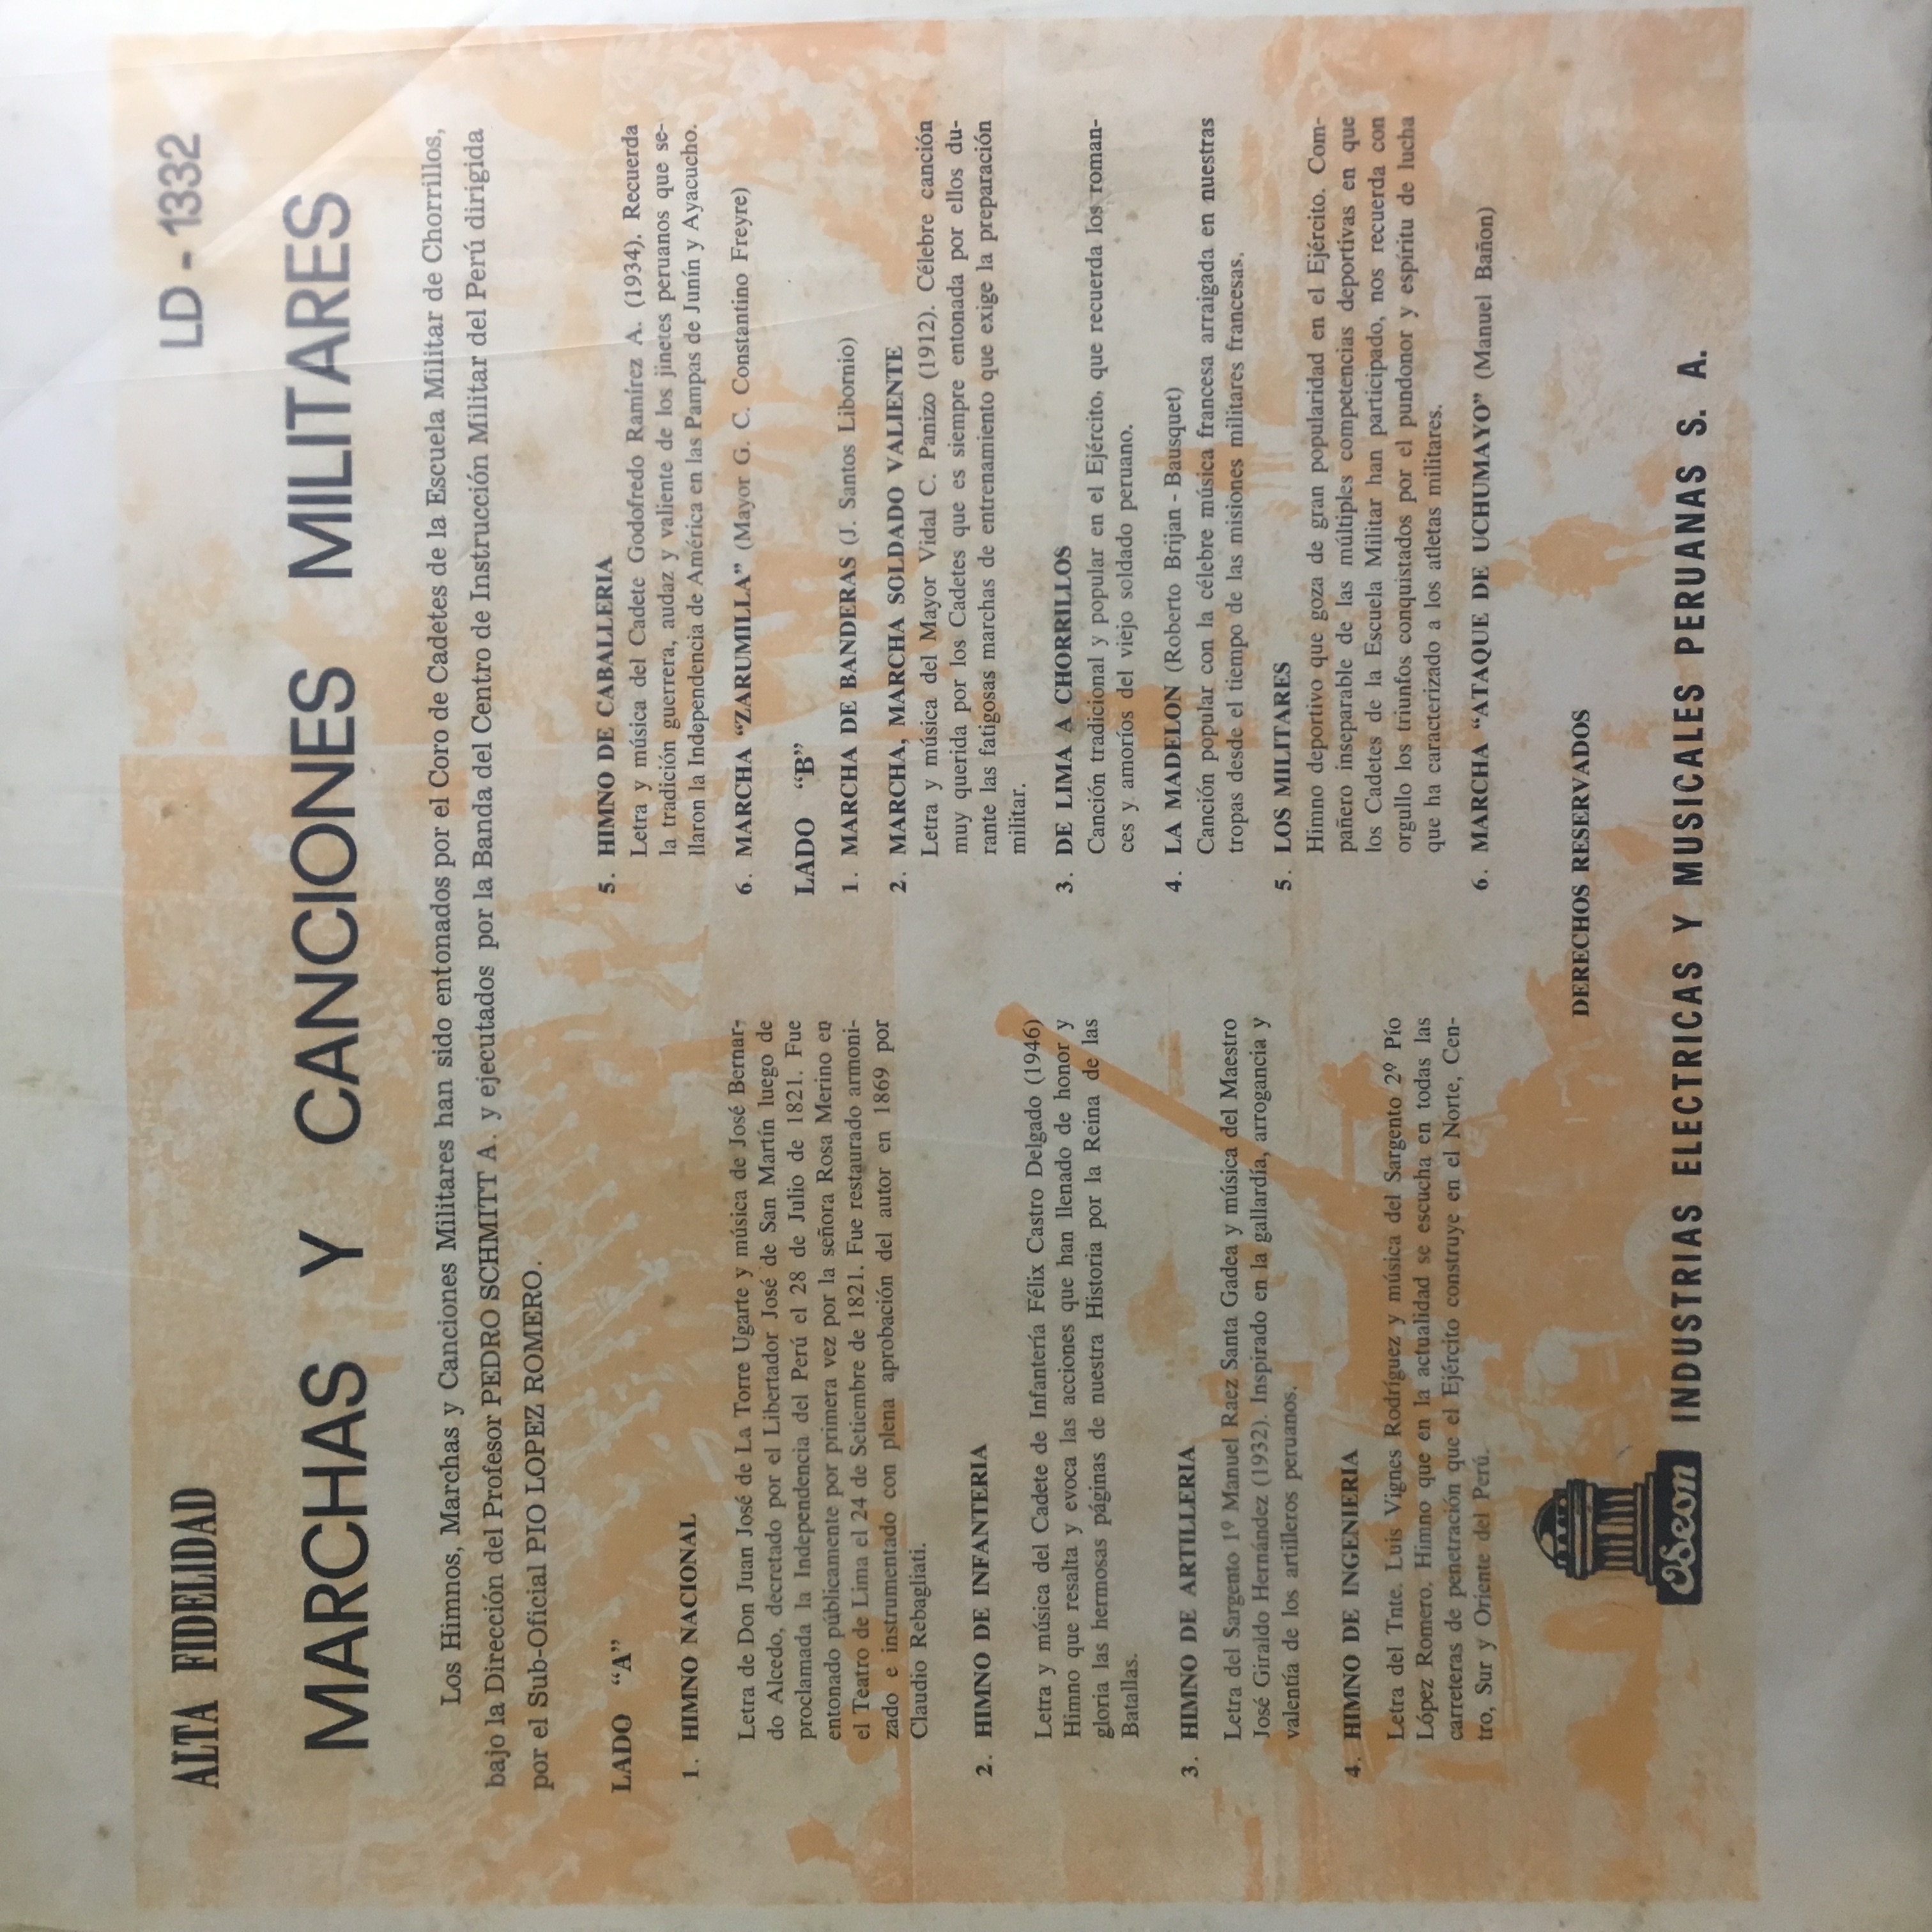 ALTA FIDELIDAD
LD - 1332
MARCHAS Y CANCIONES MILITARES
Los Himnos, Marchas y Canciones Militares han sido entonados por el Coro de Cadetes de la Escuela Militar de Chorrillos,
bajo la Dirección del Profesor PEDRO SCHMITT A. y ejecutados por la Banda del Centro de Instrucción Militar del Perú dirigida
por el Sub-Oficial PIO LOPEZ ROMERO.
LADO "A"
1. HIMNO NACIONAL
Letra de Don Juan José de La Torre Ugarte y música de José Bernar-
do Alcedo, decretado por el Libertador José de San Martín luego de
proclamada la Independencia del Perú el 28 de Julio de 1821. Fue
entonado públicamente por primera vez por la señora Rosa Merino en
el Teatro de Lima el 24 de Setiembre de 1821. Fue restaurado armoni-
zado e instrumentado con plena aprobación del autor en 1869 por
Claudio Rebagliati.
2. HIMNO DE INFANTERIA
Letra y música del Cadete de Infantería Félix Castro Delgado (1946)
Himno que resalta y evoca las acciones que han llenado de honor y
gloria las hermosas páginas de nuestra Historia por la Reina de las
Batallas.
3. HIMNO DE ARTILLERIA
Letra del Sargento 1º Manuel Raez Santa Gadea y música del Maestro
José Giraldo Hernández (1932). Inspirado en la gallardía, arrogancia y
valentía de los artilleros peruanos.
4. HIMNO DE INGENIERIA
Letra del Tnte. Luis Vignes Rodríguez y música del Sargento 2º Pío
López Romero. Himno que en la actualidad se escucha en todas las
carreteras de penetración que el Ejército construye en el Norte, Cen-
tro, Sur y Oriente del Perú.
5. HIMNO DE CABALLERIA
Letra y música del Cadete Godofredo Ramírez A. (1934). Recuerda
la tradición guerrera, audaz y valiente de los jinetes peruanos que se-
llaron la Independencia de América en las Pampas de Junín y Ayacucho.
6. MARCHA "ZARUMILLA" (Mayor G. C. Constantino Freyre)
LADO "B"
1. MARCHA DE BANDERAS (J. Santos Libornio)
2. MARCHA, MARCHA SOLDADO VALIENTE
Letra y música del Mayor Vidal C. Panizo (1912). Célebre canción
muy querida por los Cadetes que es siempre entonada por ellos du-
rante las fatigosas marchas de entrenamiento que exige la preparación
militar.
3. DE LIMA A CHORRILLOS
Canción tradicional y popular en el Ejército, que recuerda los roman-
ces y amoríos del viejo soldado peruano.
4. LA MADELON (Roberto Brijan - Bausquet)
Canción popular con la célebre música francesa arraigada en nuestras
tropas desde el tiempo de las misiones militares francesas.
5. LOS MILITARES
Himno deportivo que goza de gran popularidad en el Ejército. Com-
pañero inseparable de las múltiples competencias deportivas en que
los Cadetes de la Escuela Militar han participado, nos recuerda con
orgullo los triunfos conquistados por el pundonor y espíritu de lucha
que ha caracterizado a los atletas militares.
6. MARCHA "ATAQUE DE UCHUMAYO" (Manuel Bañon)
DERECHOS RESERVADOS
Odeon
INDUSTRIAS ELECTRICAS Y MUSICALES PERUANAS S. A.